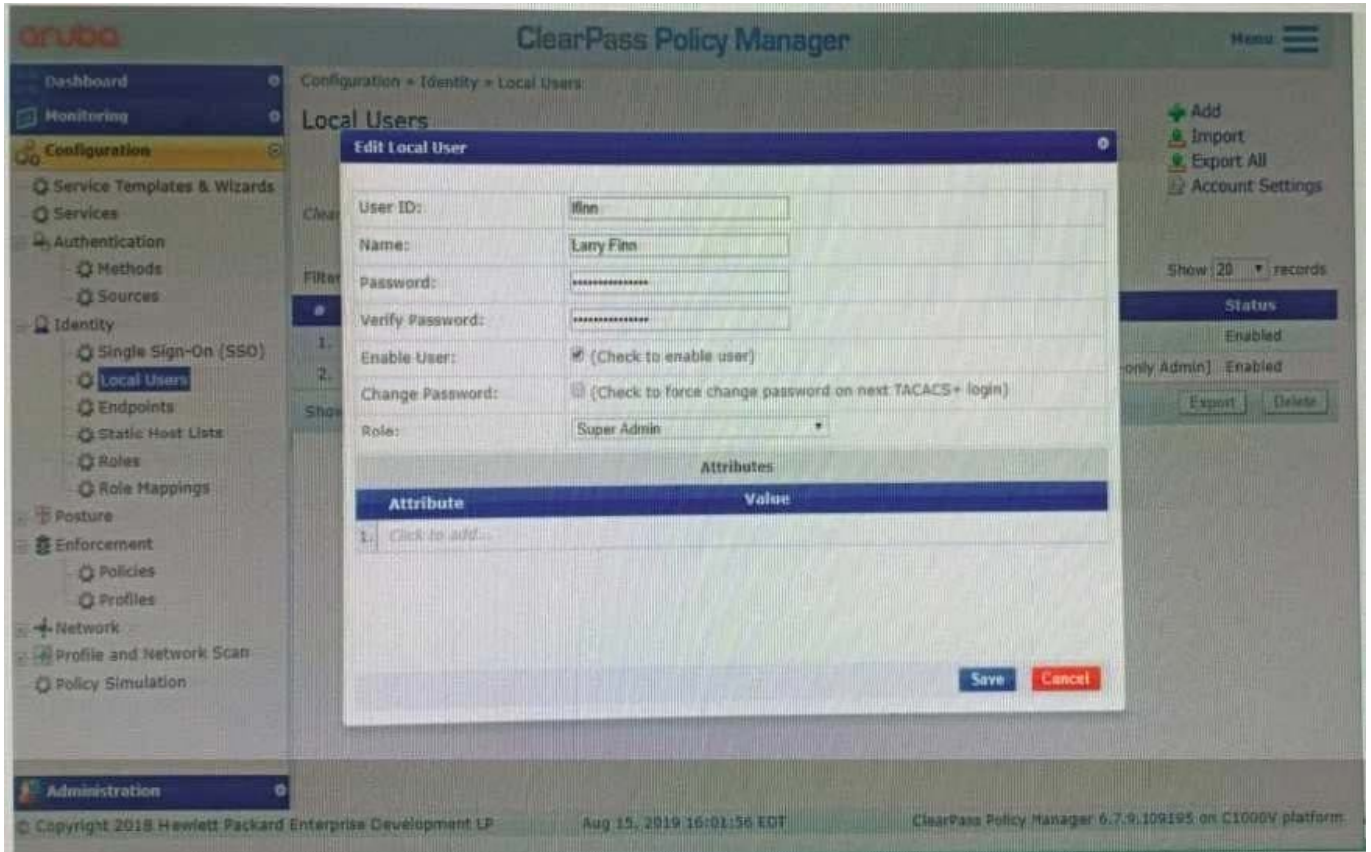 aruba
ClearPass Policy Manager
Menu
Dashboard
Monitoring
Configuration
Service Templates & Wizards
Services
Authentication
Methods
Sources
Identity
Single Sign-On (SSO)
Local Users
Endpoints
Static Host Lists
Roles
Role Mappings
Posture
Enforcement
Policies
Profiles
Network
Profile and Network Scan
Policy Simulation
Administration
Configuration » Identity » Local Users
Local Users
Add
Import
Export All
Account Settings
Clear
Filter
Show 20 records
# Status
1. Enabled
2. -only Admin] Enabled
Show
Export Delete
Edit Local User
User ID: lfinn
Name: Larry Finn
Password: •••••••••••••••
Verify Password: •••••••••••••••
Enable User: (Check to enable user)
Change Password: (Check to force change password on next TACACS+ login)
Role: Super Admin
Attributes
Attribute Value
1. Click to add...
Save Cancel
© Copyright 2018 Hewlett Packard Enterprise Development LP Aug 15, 2019 16:01:56 EDT ClearPass Policy Manager 6.7.9.109195 on C1000V platform